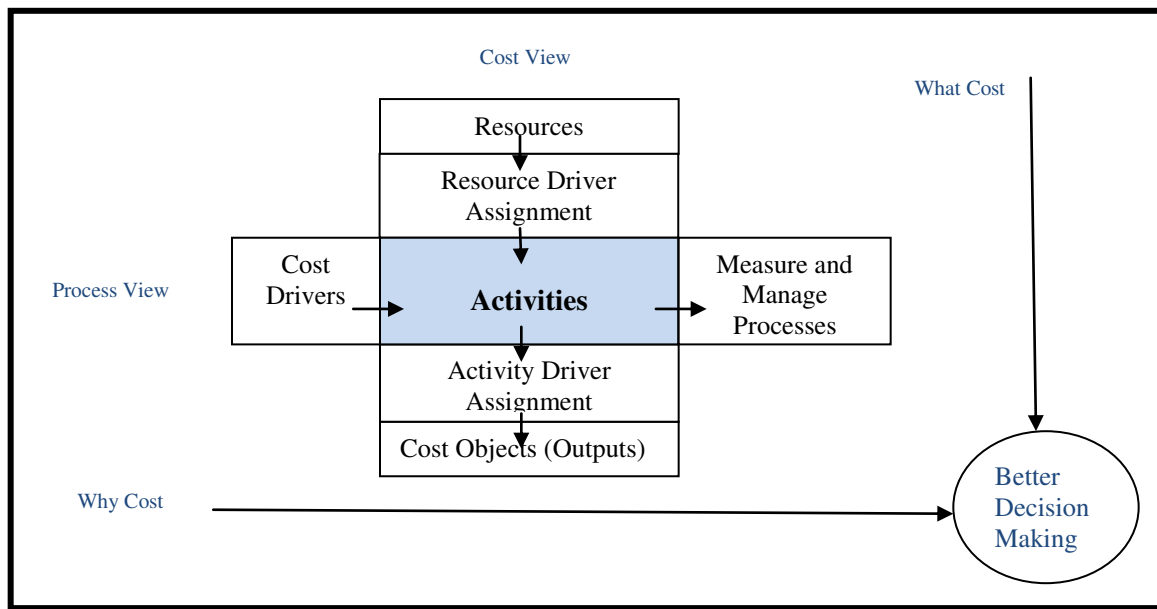 Cost View
What Cost
Resources
Resource Driver
Assignment
Process View
Cost
Drivers
Activities
Measure and
Manage
Processes
Activity Driver
Assignment
Cost Objects (Outputs)
Why Cost
Better
Decision
Making